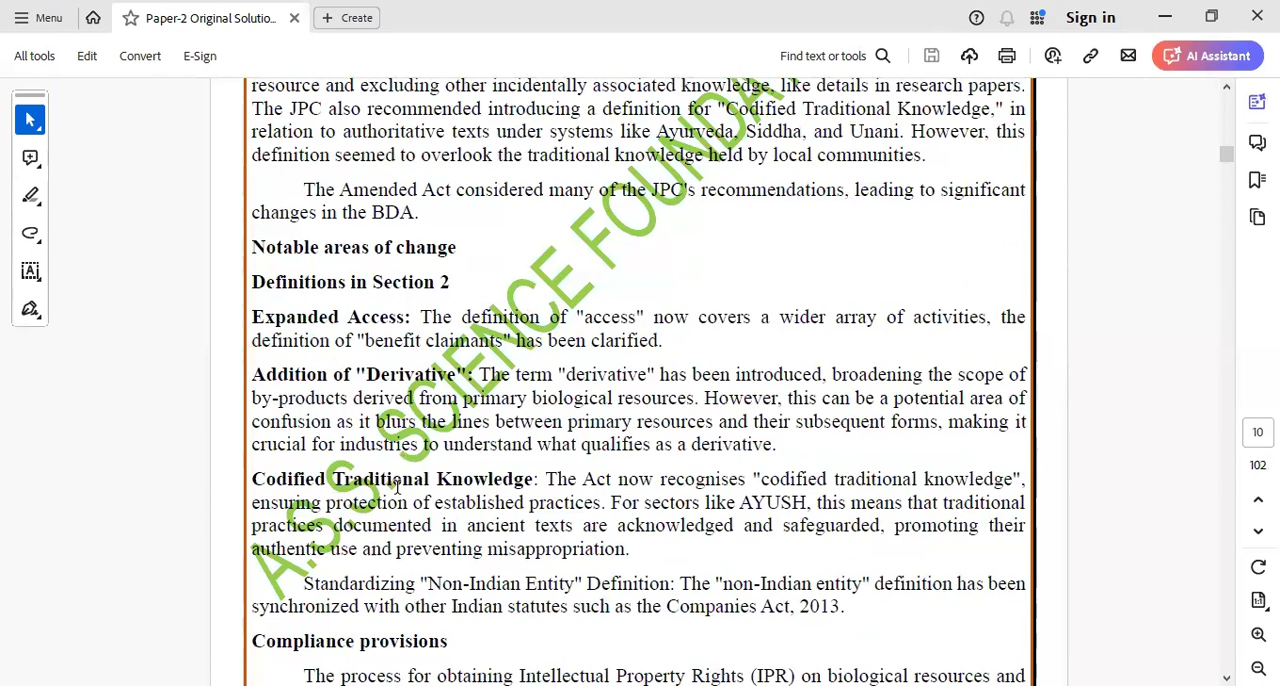 Menu
Paper-2 Original Solutio...
Create
Sign in
All tools
Edit
Convert
E-Sign
Find text or tools
AI Assistant
resource and excluding other incidentally associated knowledge, like details in research papers.
The JPC also recommended introducing a definition for "Codified Traditional Knowledge," in
relation to authoritative texts under systems like Ayurveda, Siddha, and Unani. However, this
definition seemed to overlook the traditional knowledge held by local communities.
The Amended Act considered many of the JPC's recommendations, leading to significant
changes in the BDA.
Notable areas of change
Definitions in Section 2
Expanded Access: The definition of "access" now covers a wider array of activities, the
definition of "benefit claimants" has been clarified.
Addition of "Derivative": The term "derivative" has been introduced, broadening the scope of
by-products derived from primary biological resources. However, this can be a potential area of
confusion as it blurs the lines between primary resources and their subsequent forms, making it
crucial for industries to understand what qualifies as a derivative.
Codified Traditional Knowledge: The Act now recognises "codified traditional knowledge",
ensuring protection of established practices. For sectors like AYUSH, this means that traditional
practices documented in ancient texts are acknowledged and safeguarded, promoting their
authentic use and preventing misappropriation.
Standardizing "Non-Indian Entity" Definition: The "non-Indian entity" definition has been
synchronized with other Indian statutes such as the Companies Act, 2013.
Compliance provisions
The process for obtaining Intellectual Property Rights (IPR) on biological resources and
A.S.S. SCIENCE FOUNDA
10
102